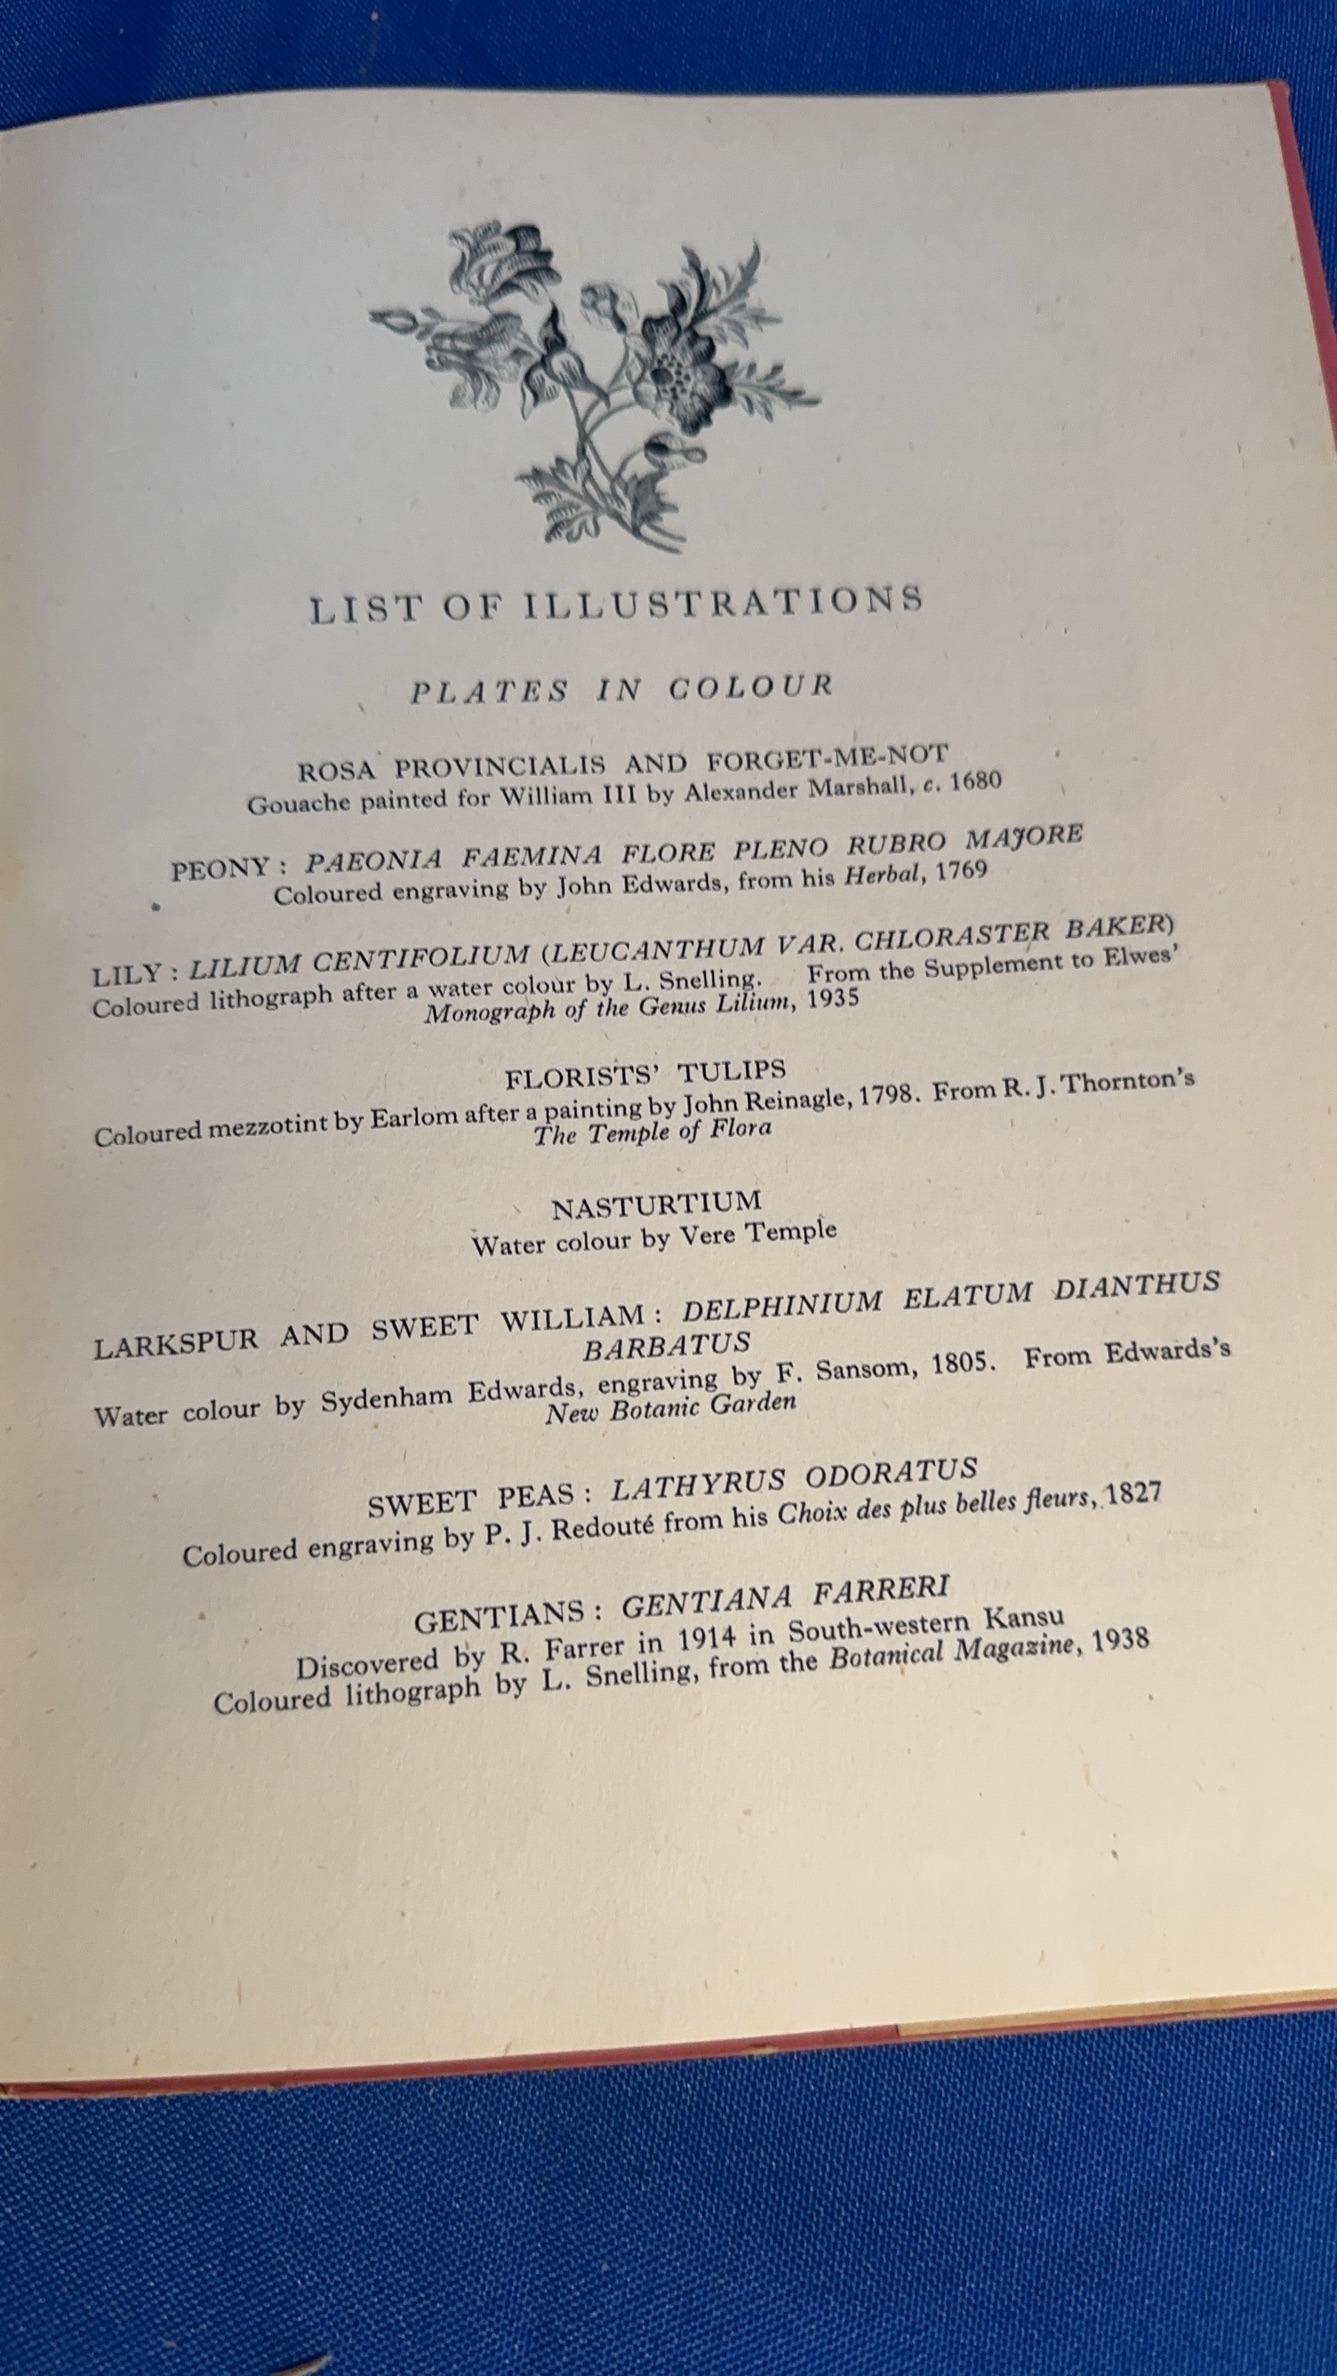 LIST OF ILLUSTRATIONS
PLATES IN COLOUR
ROSA PROVINCIALIS AND FORGET-ME-NOT
Gouache painted for William III by Alexander Marshall, c. 1680
PEONY : PAEONIA FAEMINA FLORE PLENO RUBRO MAJORE
Coloured engraving by John Edwards, from his Herbal, 1769
LILY : LILIUM CENTIFOLIUM (LEUCANTHUM VAR. CHLORASTER BAKER)
Coloured lithograph after a water colour by L. Snelling. From the Supplement to Elwes'
Monograph of the Genus Lilium, 1935
FLORISTS' TULIPS
Coloured mezzotint by Earlom after a painting by John Reinagle, 1798. From R. J. Thornton's
The Temple of Flora
NASTURTIUM
Water colour by Vere Temple
LARKSPUR AND SWEET WILLIAM : DELPHINIUM ELATUM DIANTHUS
BARBATUS
Water colour by Sydenham Edwards, engraving by F. Sansom, 1805. From Edwards's
New Botanic Garden
SWEET PEAS : LATHYRUS ODORATUS
Coloured engraving by P. J. Redouté from his Choix des plus belles fleurs, 1827
GENTIANS : GENTIANA FARRERI
Discovered by R. Farrer in 1914 in South-western Kansu
Coloured lithograph by L. Snelling, from the Botanical Magazine, 1938